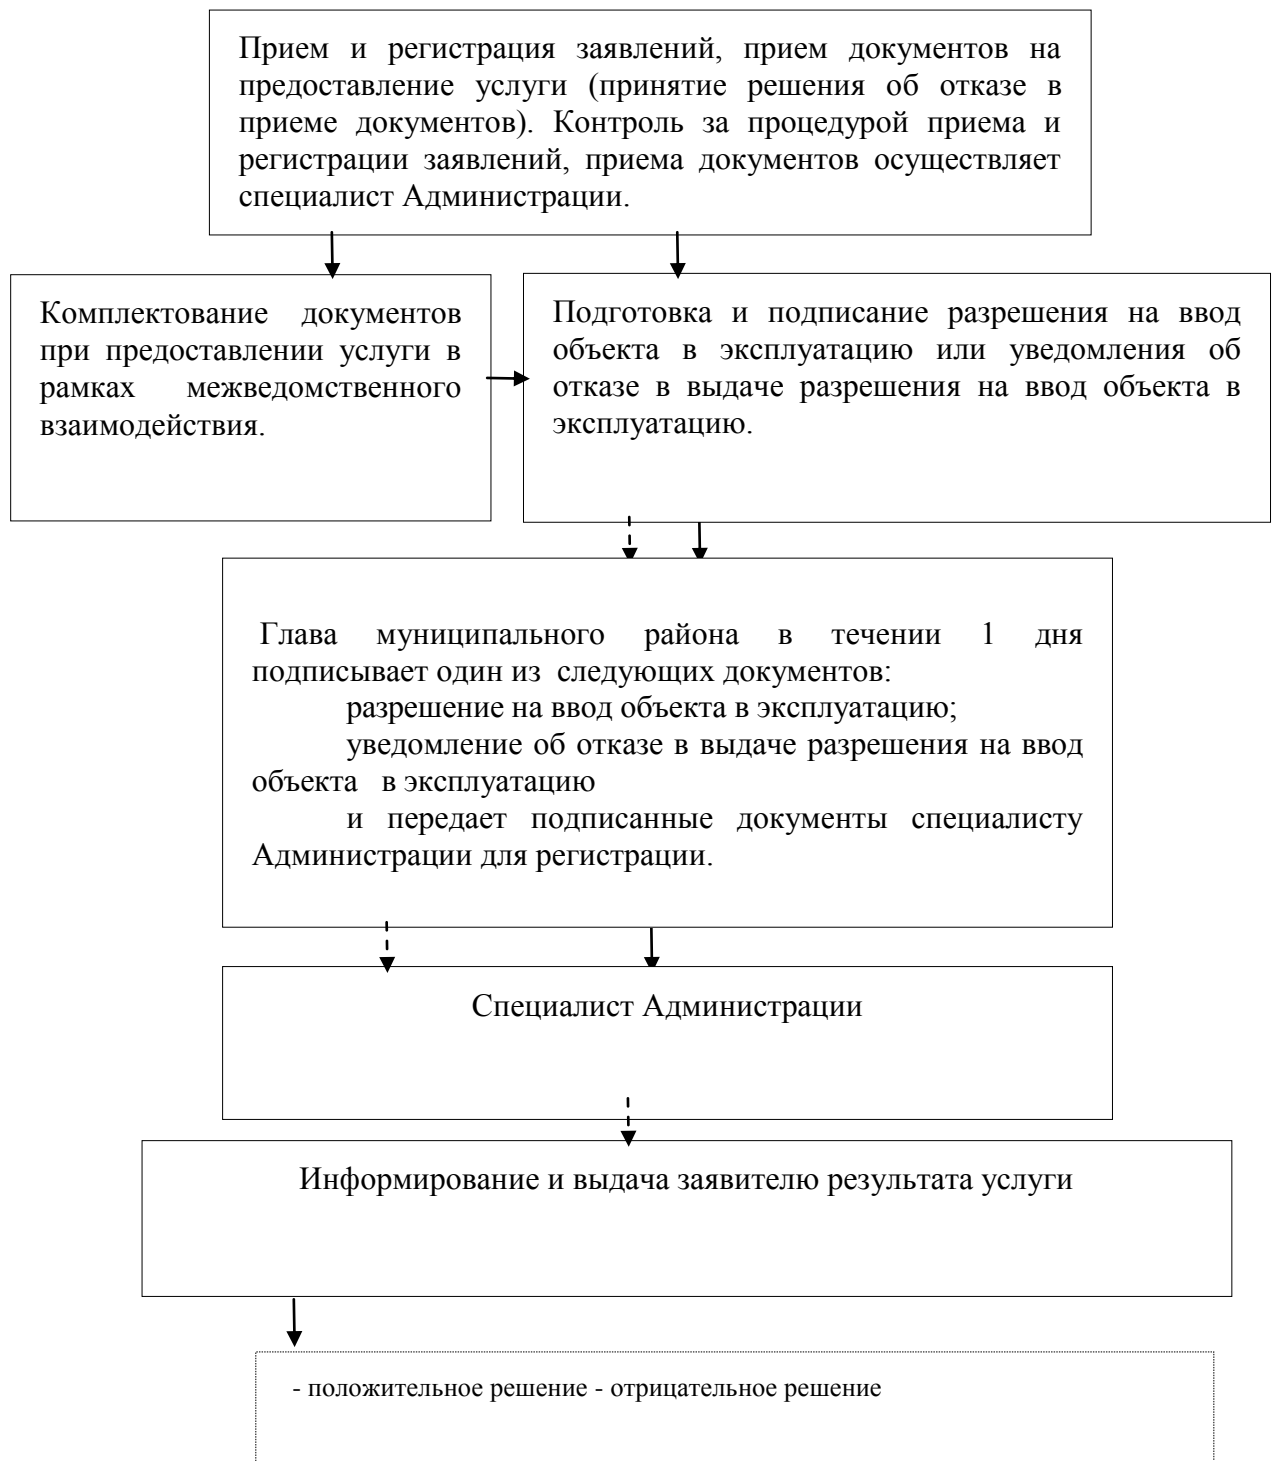 Прием и регистрация заявлений, прием документов на
предоставление услуги (принятие решения об отказе в
приеме документов). Контроль за процедурой приема и
регистрации заявлений, приема документов осуществляет
специалист Администрации.
Комплектование документов
при предоставлении услуги в
рамках межведомственного
взаимодействия.
Подготовка и подписание разрешения на ввод
объекта в эксплуатацию или уведомления об
отказе в выдаче разрешения на ввод объекта в
эксплуатацию.
Глава муниципального района в течении 1 дня
подписывает один из следующих документов:
разрешение на ввод объекта в эксплуатацию;
уведомление об отказе в выдаче разрешения на ввод
объекта в эксплуатацию
и передает подписанные документы специалисту
Администрации для регистрации.
Специалист Администрации
Информирование и выдача заявителю результата услуги
- положительное решение - отрицательное решение